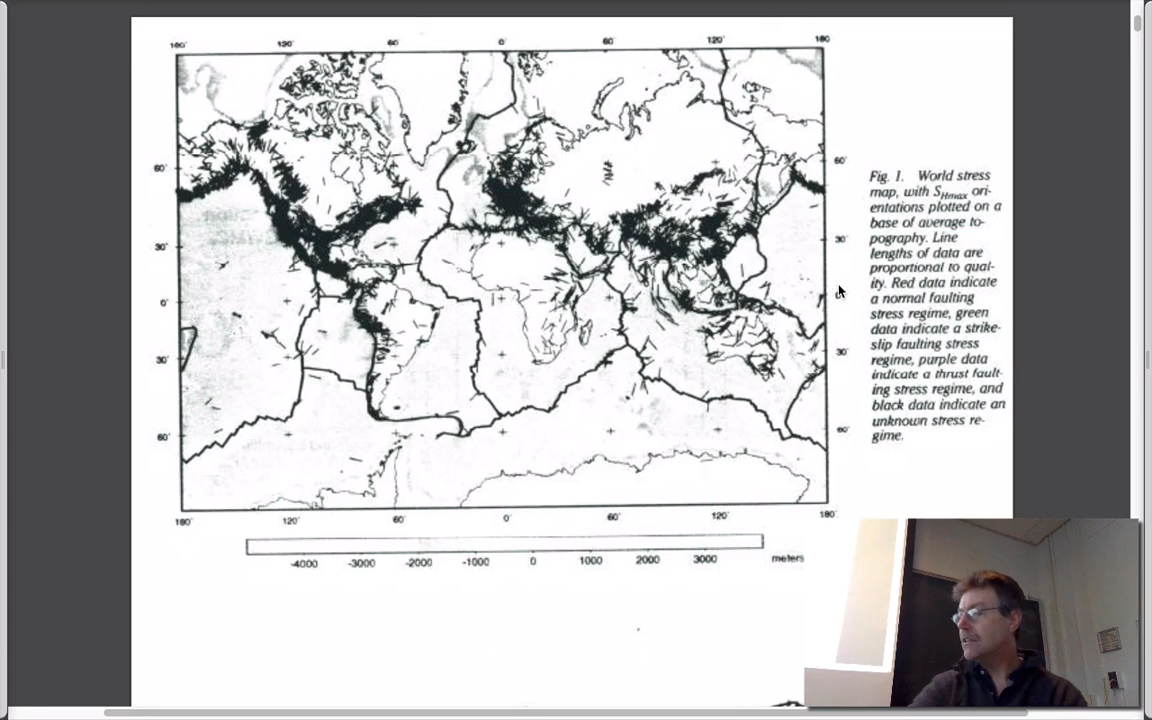 180° 120° 60 0° 60° 120° 180
60° 60°
30° 30°
0° 0°
30° 30°
60° 60°
180° 120° 60° 0° 60° 120° 180°
-4000 -3000 -2000 -1000 0 1000 2000 3000 meters
Fig. 1. World stress
map, with SHmax ori-
entations plotted on a
base of average to-
pography. Line
lengths of data are
proportional to qual-
ity. Red data indicate
a normal faulting
stress regime, green
data indicate a strike-
slip faulting stress
regime, purple data
indicate a thrust fault-
ing stress regime, and
black data indicate an
unknown stress re-
gime.